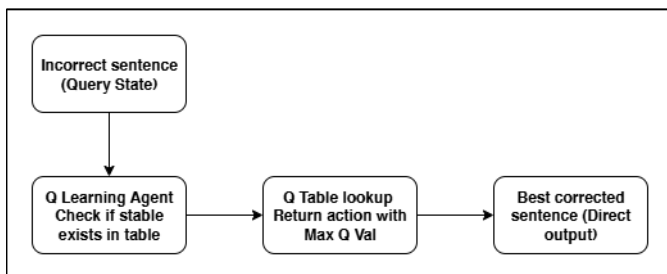 Incorrect sentence
(Query State)
Q Learning Agent
Check if stable
exists in table
Q Table lookup
Return action with
Max Q Val
Best corrected
sentence (Direct
output)